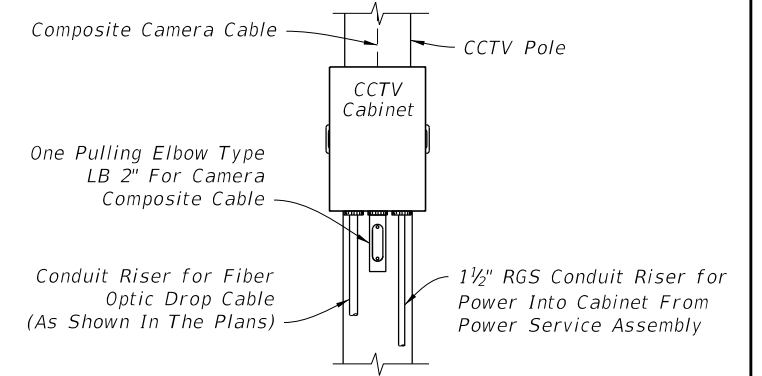 Composite Camera Cable
CCTV Pole
CCTV
Cabinet
One Pulling Elbow Type
LB 2" For Camera
Composite Cable
Conduit Riser for Fiber
Optic Drop Cable
(As Shown In The Plans)
1½" RGS Conduit Riser for
Power Into Cabinet From
Power Service Assembly